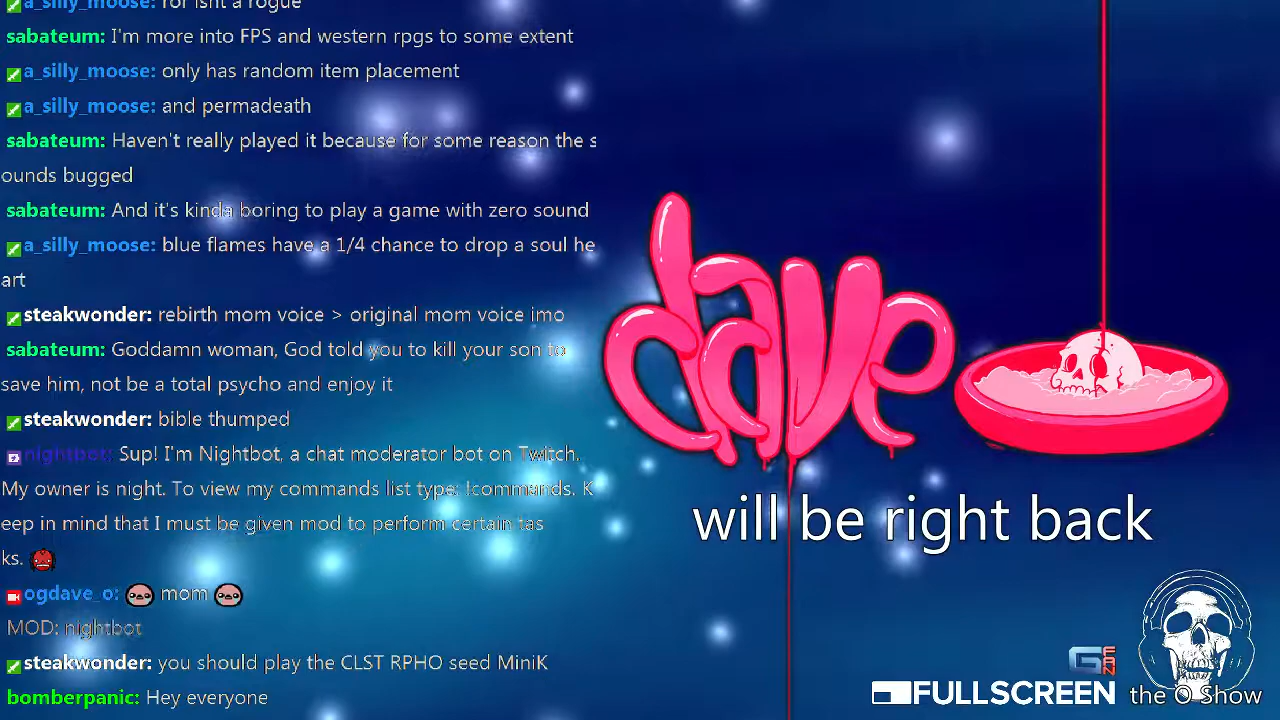 a_silly_moose: ror isnt a rogue
sabateum: I'm more into FPS and western rpgs to some extent
a_silly_moose: only has random item placement
a_silly_moose: and permadeath
sabateum: Haven't really played it because for some reason the s
ounds bugged
sabateum: And it's kinda boring to play a game with zero sound
a_silly_moose: blue flames have a 1/4 chance to drop a soul he
art
steakwonder: rebirth mom voice > original mom voice imo
sabateum: Goddamn woman, God told you to kill your son to
save him, not be a total psycho and enjoy it
steakwonder: bible thumped
nightbot: Sup! I'm Nightbot, a chat moderator bot on Twitch.
My owner is night. To view my commands list type: !commands. K
eep in mind that I must be given mod to perform certain tas
ks.
ogdave_o: mom
MOD: nightbot
steakwonder: you should play the CLST RPHO seed MiniK
bomberpanic: Hey everyone
dave
will be right back
FULLSCREEN
the O Show